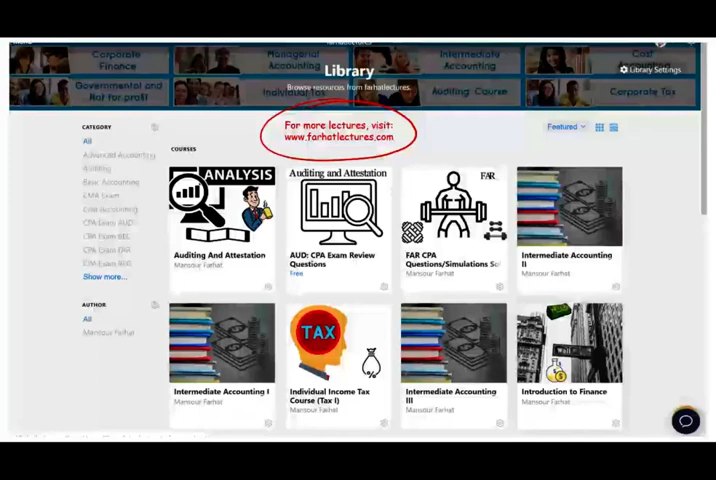 Corporate
Finance
Managerial
Accounting
Intermediate
Accounting
Cost
Accounting
Library
Library Settings
Governmental and
Not for profit
Browse resources from farhatlectures.
Individual Tax
Auditing Course
Corporate Tax
For more lectures, visit:
www.farhatlectures.com
Featured
CATEGORY
All
Advanced Accounting
Auditing
Basic Accounting
CMA Exam
Cost Accounting
CPA Exam AUD
CPA Exam BEC
CPA Exam FAR
CPA Exam REG
Show more...
AUTHOR
All
Mansour Farhat
COURSES
ANALYSIS
Auditing And Attestation
Mansour Farhat
Auditing and Attestation
AUD: CPA Exam Review
Questions
Free
FAR
FAR CPA
Questions/Simulations So
Mansour Farhat
Intermediate Accounting
II
Mansour Farhat
Intermediate Accounting I
Mansour Farhat
TAX
Individual Income Tax
Course (Tax I)
Mansour Farhat
Intermediate Accounting
III
Mansour Farhat
Wall
Introduction to Finance
Mansour Farhat